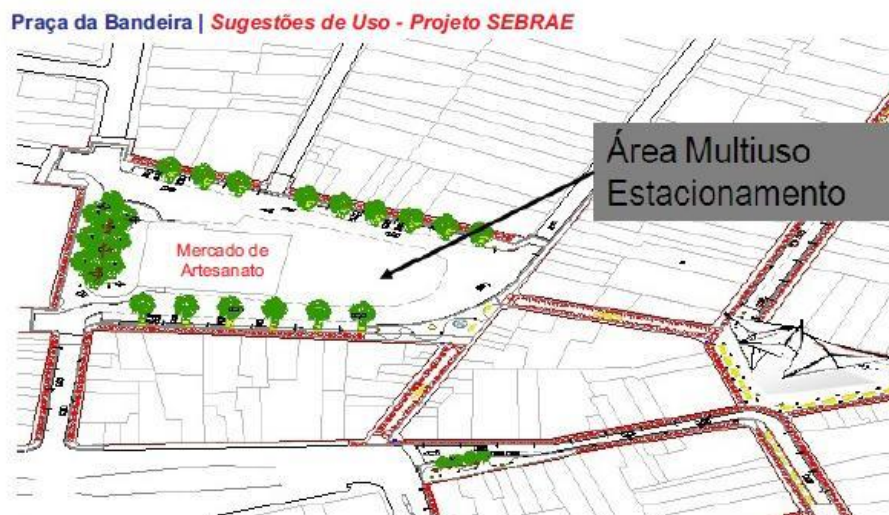 Praça da Bandeira | Sugestões de Uso - Projeto SEBRAE
Área Multiuso
Estacionamento
Mercado de
Artesanato